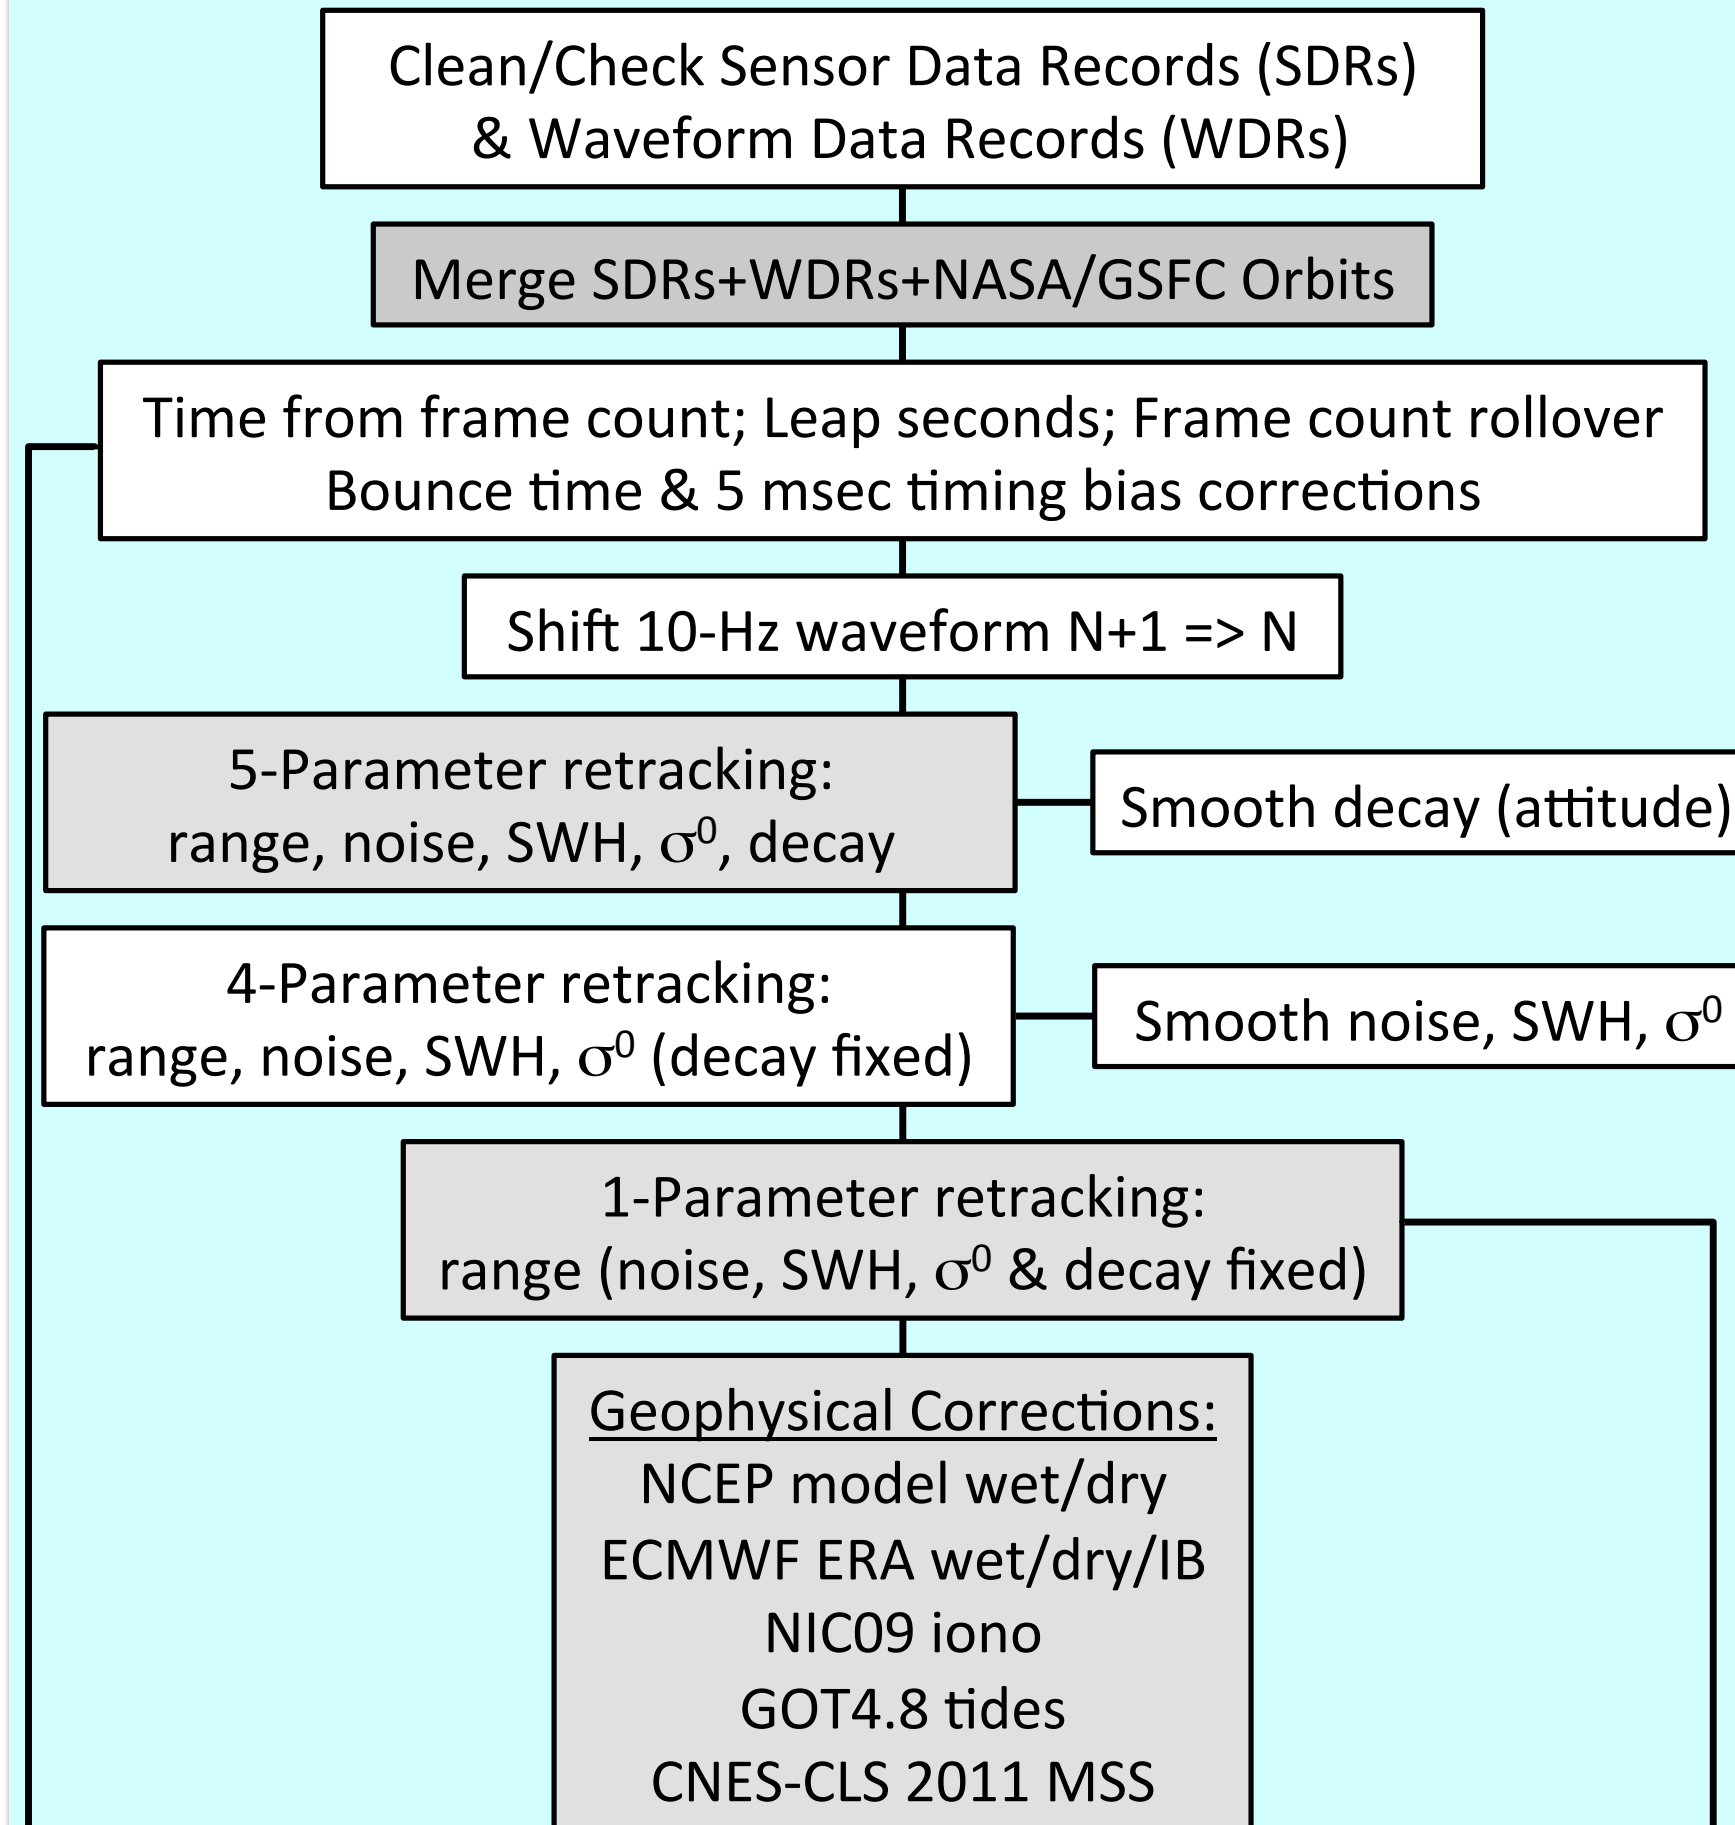 Clean/Check Sensor Data Records (SDRs)
& Waveform Data Records (WDRs)
Merge SDRs+WDRs+NASA/GSFC Orbits
Time from frame count; Leap seconds; Frame count rollover
Bounce time & 5 msec timing bias corrections
Shift 10-Hz waveform N+1 => N
5-Parameter retracking:
range, noise, SWH, σ⁰, decay
Smooth decay (attitude)
4-Parameter retracking:
range, noise, SWH, σ⁰ (decay fixed)
Smooth noise, SWH, σ⁰
1-Parameter retracking:
range (noise, SWH, σ⁰ & decay fixed)
Geophysical Corrections:
NCEP model wet/dry
ECMWF ERA wet/dry/IB
NIC09 iono
GOT4.8 tides
CNES-CLS 2011 MSS